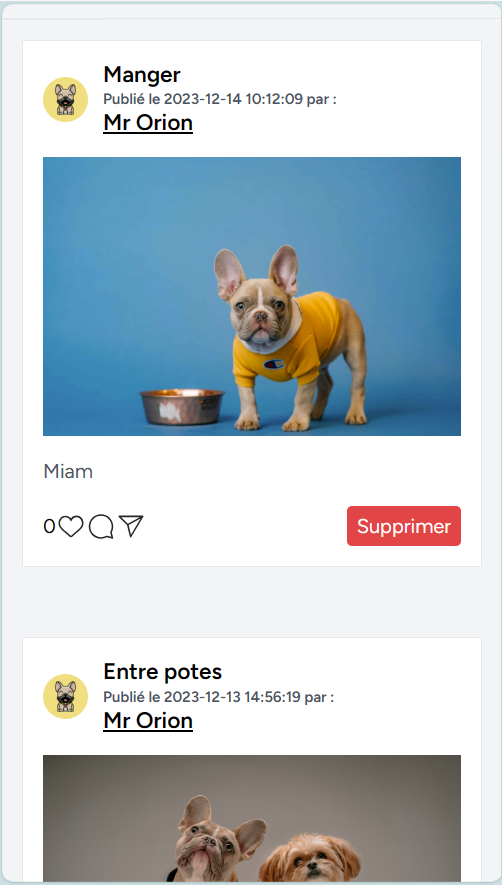 Manger
Publié le 2023-12-14 10:12:09 par :
Mr Orion
Miam
0
Supprimer
Entre potes
Publié le 2023-12-13 14:56:19 par :
Mr Orion